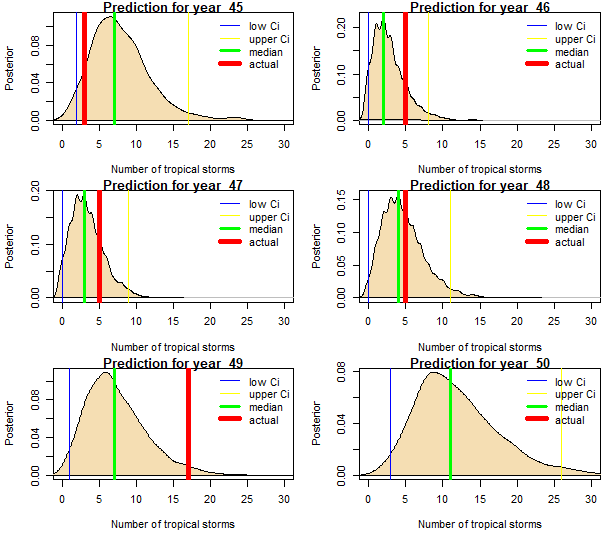 Prediction for year 45
Posterior
0.00 0.04 0.08
low Ci
upper Ci
median
actual
0 5 10 15 20 25 30
Number of tropical storms
Prediction for year 46
Posterior
0.00 0.10 0.20
low Ci
upper Ci
median
actual
0 5 10 15 20 25 30
Number of tropical storms
Prediction for year 47
Posterior
0.00 0.10 0.20
low Ci
upper Ci
median
actual
0 5 10 15 20 25 30
Number of tropical storms
Prediction for year 48
Posterior
0.00 0.05 0.10 0.15
low Ci
upper Ci
median
actual
0 5 10 15 20 25 30
Number of tropical storms
Prediction for year 49
Posterior
0.00 0.04 0.08
low Ci
upper Ci
median
actual
0 5 10 15 20 25 30
Number of tropical storms
Prediction for year 50
Posterior
0.00 0.04 0.08
low Ci
upper Ci
median
actual
0 5 10 15 20 25 30
Number of tropical storms